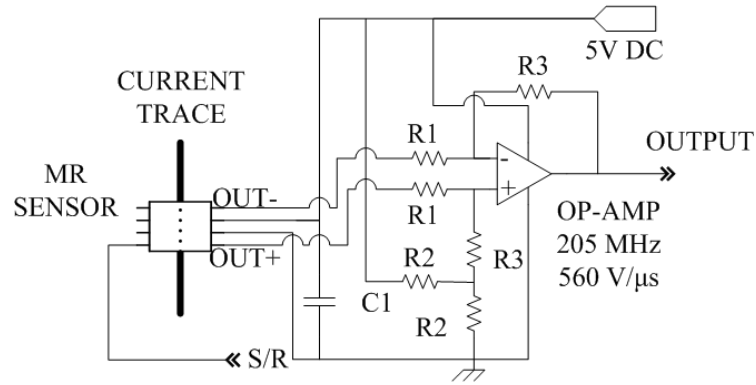 5V DC
R3
CURRENT
TRACE
R1
OUTPUT
MR
SENSOR
OUT-
-
+
R1
OUT+
OP-AMP
205 MHz
560 V/μs
R2
R3
C1
R2
S/R